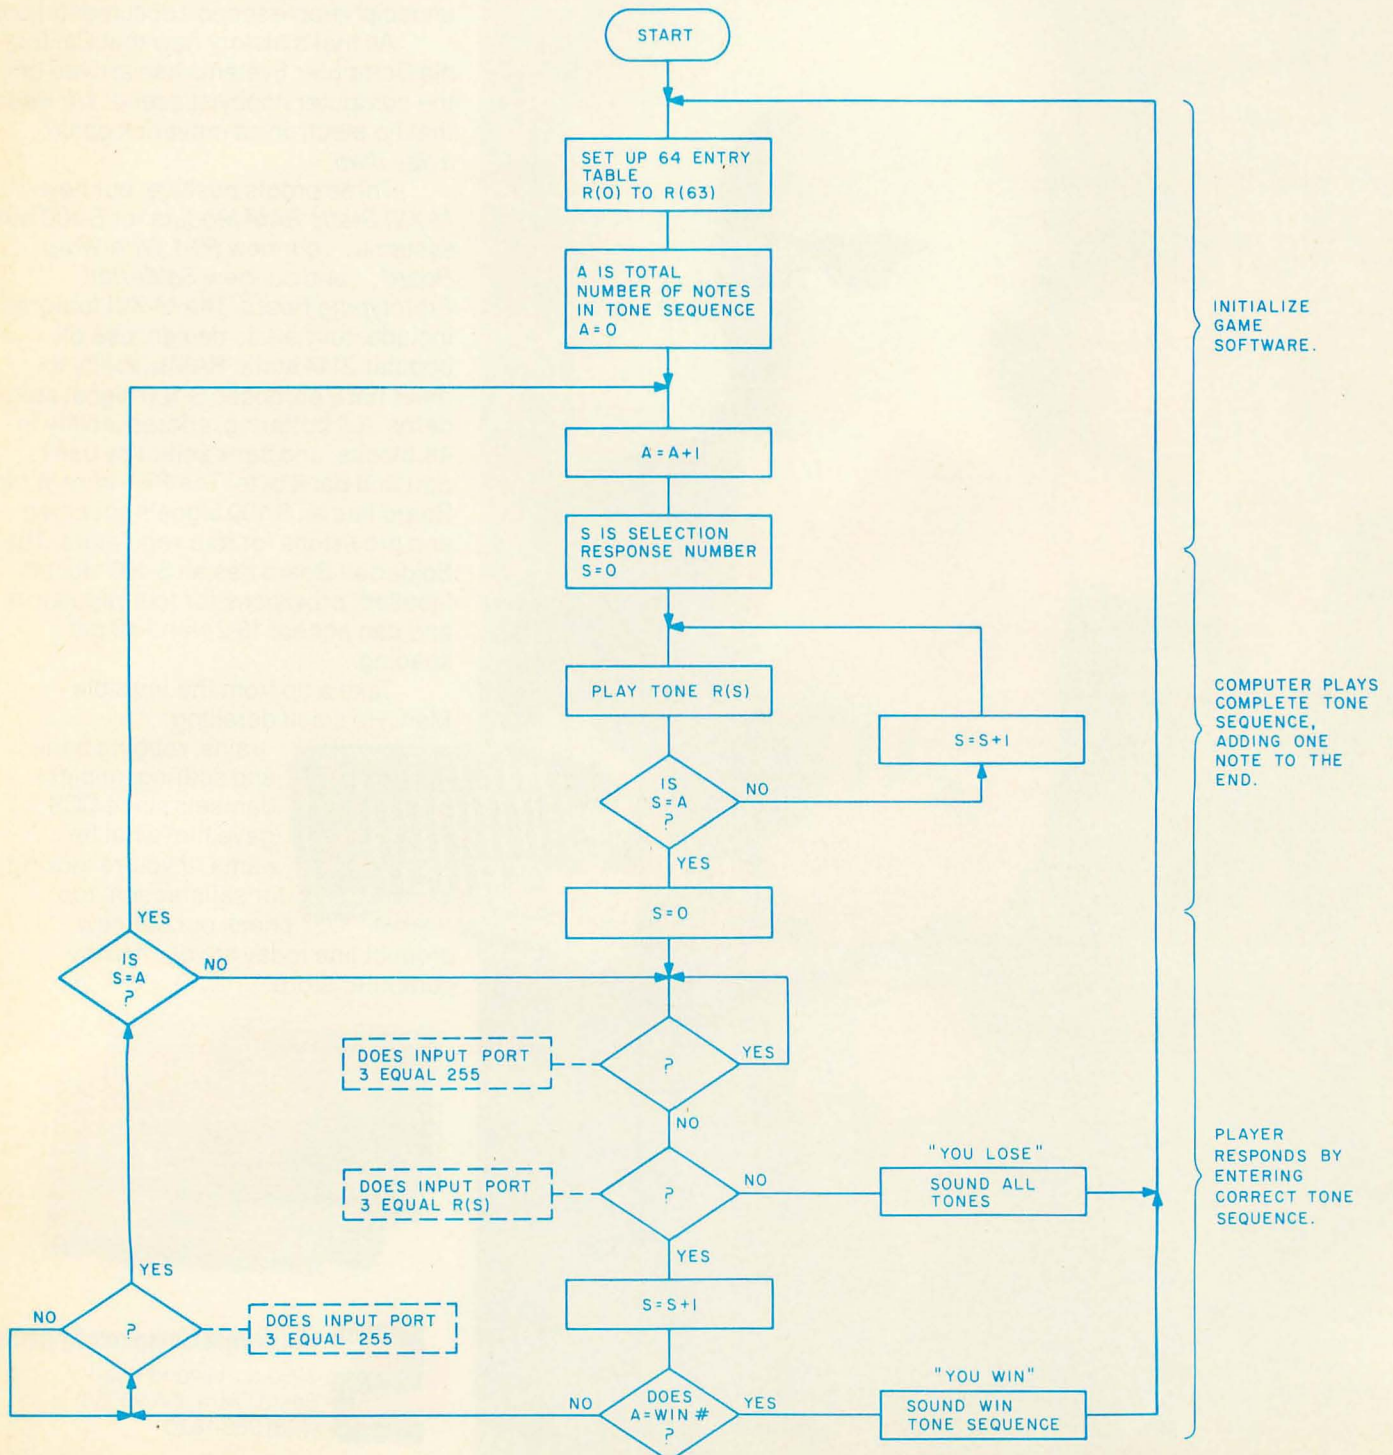 START
SET UP 64 ENTRY
TABLE
R(0) TO R(63)
A IS TOTAL
NUMBER OF NOTES
IN TONE SEQUENCE
A=0
INITIALIZE
GAME
SOFTWARE.
A=A+1
S IS SELECTION
RESPONSE NUMBER
S=0
PLAY TONE R(S)
S=S+1
IS
S=A
?
NO
YES
COMPUTER PLAYS
COMPLETE TONE
SEQUENCE,
ADDING ONE
NOTE TO THE
END.
S=0
YES
IS
S=A
?
NO
DOES INPUT PORT
3 EQUAL 255
?
YES
NO
DOES INPUT PORT
3 EQUAL R(S)
?
NO
"YOU LOSE"
SOUND ALL
TONES
PLAYER
RESPONDS BY
ENTERING
CORRECT TONE
SEQUENCE.
YES
S=S+1
YES
NO
?
DOES INPUT PORT
3 EQUAL 255
NO
DOES
A=WIN #
?
YES
"YOU WIN"
SOUND WIN
TONE SEQUENCE